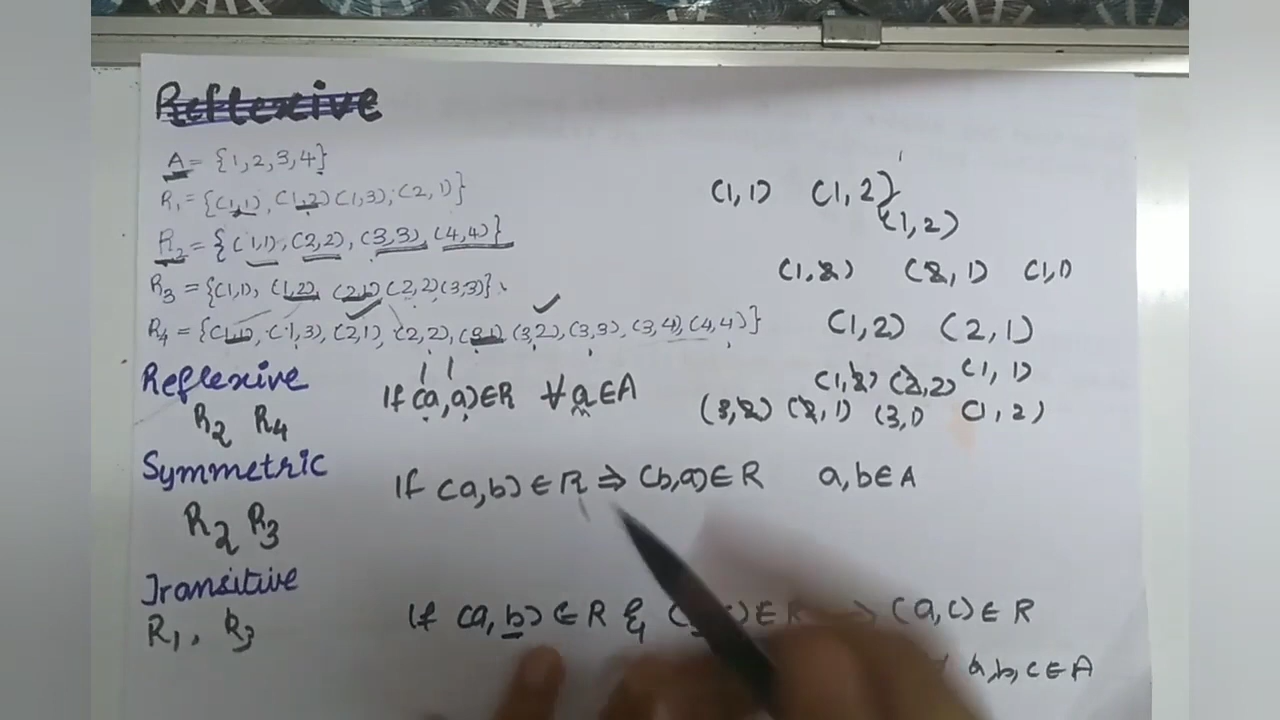 Reflexive
A = {1,2,3,4}
R1 = {(1,1), (1,2)(1,3),(2,1)}
R2 = {(1,1),(2,2),(3,3),(4,4)}
R3 = {(1,1), (1,2), (2,1)(2,2)(3,3)}
R4 = {(1,1), (1,3), (2,1), (2,2), (3,1) (3,2), (3,3), (3,4), (4,4)}
(1,1) (1,2)}
(1,2)
(1,2) (2,1) (1,1)
(1,2) (2,1)
(1,2) (2,2) (1,1)
(3,2) (2,1) (3,1) (1,2)
Reflexive If (a,a)∈R ∀a∈A
R2 R4
Symmetric If (a,b)∈R ⇒ (b,a)∈R a,b∈A
R2 R3
Transitive
If (a,b)∈R & ∈R (a,c)∈R
R1, R3
a,b,c∈A